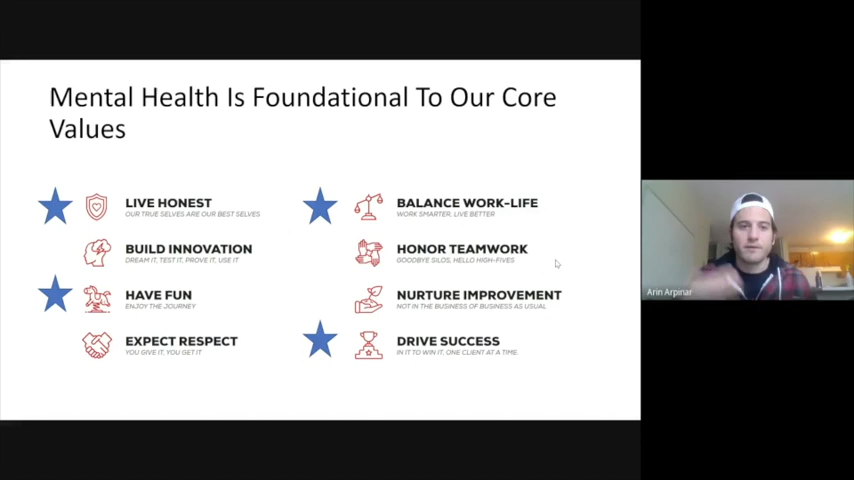 Mental Health Is Foundational To Our Core
Values
LIVE HONEST
OUR TRUE SELVES ARE OUR BEST SELVES
BUILD INNOVATION
DREAM IT, TEST IT, PROVE IT, USE IT
HAVE FUN
ENJOY THE JOURNEY
EXPECT RESPECT
YOU GIVE IT, YOU GET IT
BALANCE WORK-LIFE
WORK SMARTER, LIVE BETTER
HONOR TEAMWORK
GOODBYE SILOS, HELLO HIGH-FIVES
NURTURE IMPROVEMENT
NOT IN THE BUSINESS OF BUSINESS AS USUAL
DRIVE SUCCESS
IN IT TO WIN IT, ONE CLIENT AT A TIME
Arin Arpinar